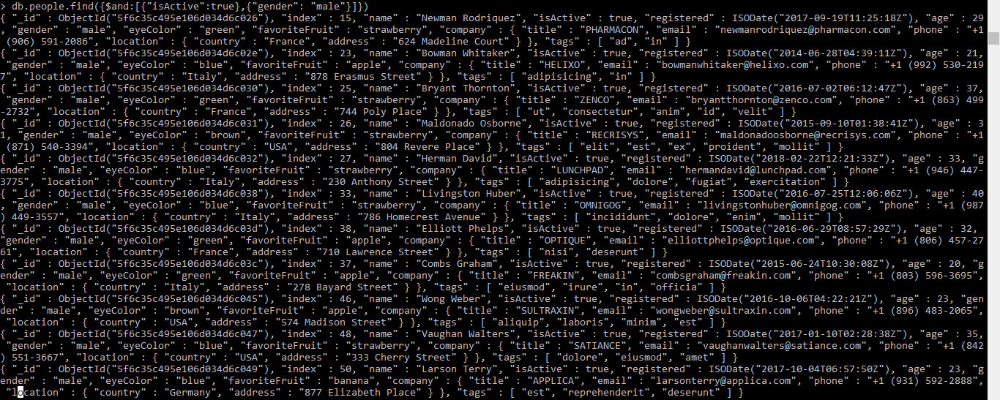 > db.people.find({$and:[{"isActive":true},{"gender": "male"}]})
{ "_id" : ObjectId("5f6c35c495e106d034d6c026"), "index" : 15, "name" : "Newman Rodriquez", "isActive" : true, "registered" : ISODate("2017-09-19T11:25:18Z"), "age" : 29
, "gender" : "male", "eyeColor" : "green", "favoriteFruit" : "strawberry", "company" : { "title" : "PHARMACON", "email" : "newmanrodriquez@pharmacon.com", "phone" : "+1
(906) 591-2086", "location" : { "country" : "France", "address" : "624 Madeline Court" } }, "tags" : [ "ad", "in" ] }
{ "_id" : ObjectId("5f6c35c495e106d034d6c02e"), "index" : 23, "name" : "Bowman Whitaker", "isActive" : true, "registered" : ISODate("2014-06-28T04:39:11Z"), "age" : 21,
"gender" : "male", "eyeColor" : "blue", "favoriteFruit" : "apple", "company" : { "title" : "HELIXO", "email" : "bowmanwhitaker@helixo.com", "phone" : "+1 (992) 530-219
7", "location" : { "country" : "Italy", "address" : "878 Erasmus Street" } }, "tags" : [ "adipisicing", "in" ] }
{ "_id" : ObjectId("5f6c35c495e106d034d6c030"), "index" : 25, "name" : "Bryant Thornton", "isActive" : true, "registered" : ISODate("2016-07-02T06:12:47Z"), "age" : 37,
"gender" : "male", "eyeColor" : "green", "favoriteFruit" : "strawberry", "company" : { "title" : "ZENCO", "email" : "bryantthornton@zenco.com", "phone" : "+1 (863) 499
-2732", "location" : { "country" : "France", "address" : "744 Poly Place" } }, "tags" : [ "ut", "consectetur", "anim", "id", "velit" ] }
{ "_id" : ObjectId("5f6c35c495e106d034d6c031"), "index" : 26, "name" : "Maldonado Osborne", "isActive" : true, "registered" : ISODate("2015-09-10T01:38:41Z"), "age" : 3
1, "gender" : "male", "eyeColor" : "brown", "favoriteFruit" : "strawberry", "company" : { "title" : "RECRISYS", "email" : "maldonadoosborne@recrisys.com", "phone" : "+1
(871) 540-3394", "location" : { "country" : "USA", "address" : "804 Revere Place" } }, "tags" : [ "elit", "est", "ex", "proident", "mollit" ] }
{ "_id" : ObjectId("5f6c35c495e106d034d6c032"), "index" : 27, "name" : "Herman David", "isActive" : true, "registered" : ISODate("2018-02-22T12:21:33Z"), "age" : 33, "g
ender" : "male", "eyeColor" : "blue", "favoriteFruit" : "strawberry", "company" : { "title" : "LUNCHPAD", "email" : "hermandavid@lunchpad.com", "phone" : "+1 (946) 447-
3775", "location" : { "country" : "Italy", "address" : "230 Anthony Street" } }, "tags" : [ "adipisicing", "dolore", "fugiat", "exercitation" ] }
{ "_id" : ObjectId("5f6c35c495e106d034d6c038"), "index" : 33, "name" : "Livingston Huber", "isActive" : true, "registered" : ISODate("2016-07-25T12:06:06Z"), "age" : 40
, "gender" : "male", "eyeColor" : "blue", "favoriteFruit" : "strawberry", "company" : { "title" : "OMNIGOG", "email" : "livingstonhuber@omnigog.com", "phone" : "+1 (987
) 449-3557", "location" : { "country" : "Italy", "address" : "786 Homecrest Avenue" } }, "tags" : [ "incididunt", "dolore", "enim", "mollit" ] }
{ "_id" : ObjectId("5f6c35c495e106d034d6c03d"), "index" : 38, "name" : "Elliott Phelps", "isActive" : true, "registered" : ISODate("2016-06-29T08:57:29Z"), "age" : 32,
"gender" : "male", "eyeColor" : "green", "favoriteFruit" : "apple", "company" : { "title" : "OPTIQUE", "email" : "elliottphelps@optique.com", "phone" : "+1 (806) 457-27
61", "location" : { "country" : "France", "address" : "710 Lawrence Street" } }, "tags" : [ "nisi", "deserunt" ] }
{ "_id" : ObjectId("5f6c35c495e106d034d6c03c"), "index" : 37, "name" : "Combs Graham", "isActive" : true, "registered" : ISODate("2015-06-24T10:30:08Z"), "age" : 20, "g
ender" : "male", "eyeColor" : "green", "favoriteFruit" : "apple", "company" : { "title" : "FREAKIN", "email" : "combsgraham@freakin.com", "phone" : "+1 (803) 596-3695",
"location" : { "country" : "Italy", "address" : "278 Bayard Street" } }, "tags" : [ "eiusmod", "irure", "in", "officia" ] }
{ "_id" : ObjectId("5f6c35c495e106d034d6c045"), "index" : 46, "name" : "Wong Weber", "isActive" : true, "registered" : ISODate("2016-10-06T04:22:21Z"), "age" : 23, "gen
der" : "male", "eyeColor" : "brown", "favoriteFruit" : "apple", "company" : { "title" : "SULTRAXIN", "email" : "wongweber@sultraxin.com", "phone" : "+1 (896) 483-2065",
"location" : { "country" : "USA", "address" : "574 Madison Street" } }, "tags" : [ "aliquip", "laboris", "minim", "est" ] }
{ "_id" : ObjectId("5f6c35c495e106d034d6c047"), "index" : 48, "name" : "Vaughan Walters", "isActive" : true, "registered" : ISODate("2017-01-10T02:28:38Z"), "age" : 35,
"gender" : "male", "eyeColor" : "blue", "favoriteFruit" : "strawberry", "company" : { "title" : "SATIANCE", "email" : "vaughanwalters@satiance.com", "phone" : "+1 (842
) 551-3667", "location" : { "country" : "USA", "address" : "333 Cherry Street" } }, "tags" : [ "dolore", "eiusmod", "amet" ] }
{ "_id" : ObjectId("5f6c35c495e106d034d6c049"), "index" : 50, "name" : "Larson Terry", "isActive" : true, "registered" : ISODate("2017-10-04T06:57:50Z"), "age" : 23, "g
ender" : "male", "eyeColor" : "blue", "favoriteFruit" : "banana", "company" : { "title" : "APPLICA", "email" : "larsonterry@applica.com", "phone" : "+1 (931) 592-2888",
"location" : { "country" : "Germany", "address" : "877 Elizabeth Place" } }, "tags" : [ "est", "reprehenderit", "deserunt" ] }